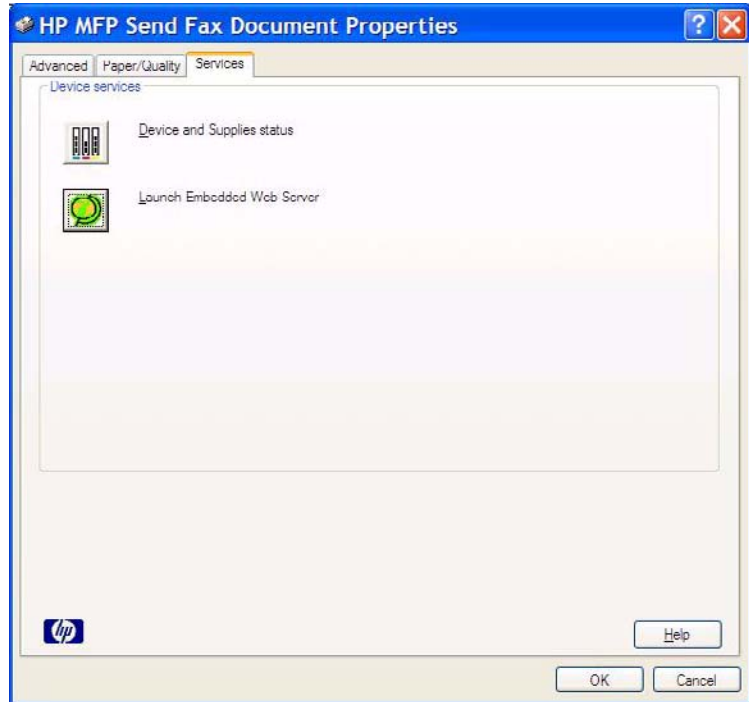 HP MFP Send Fax Document Properties
Advanced Paper/Quality Services
Device services
Device and Supplies status
Launch Embedded Web Server
hp
Help
OK Cancel